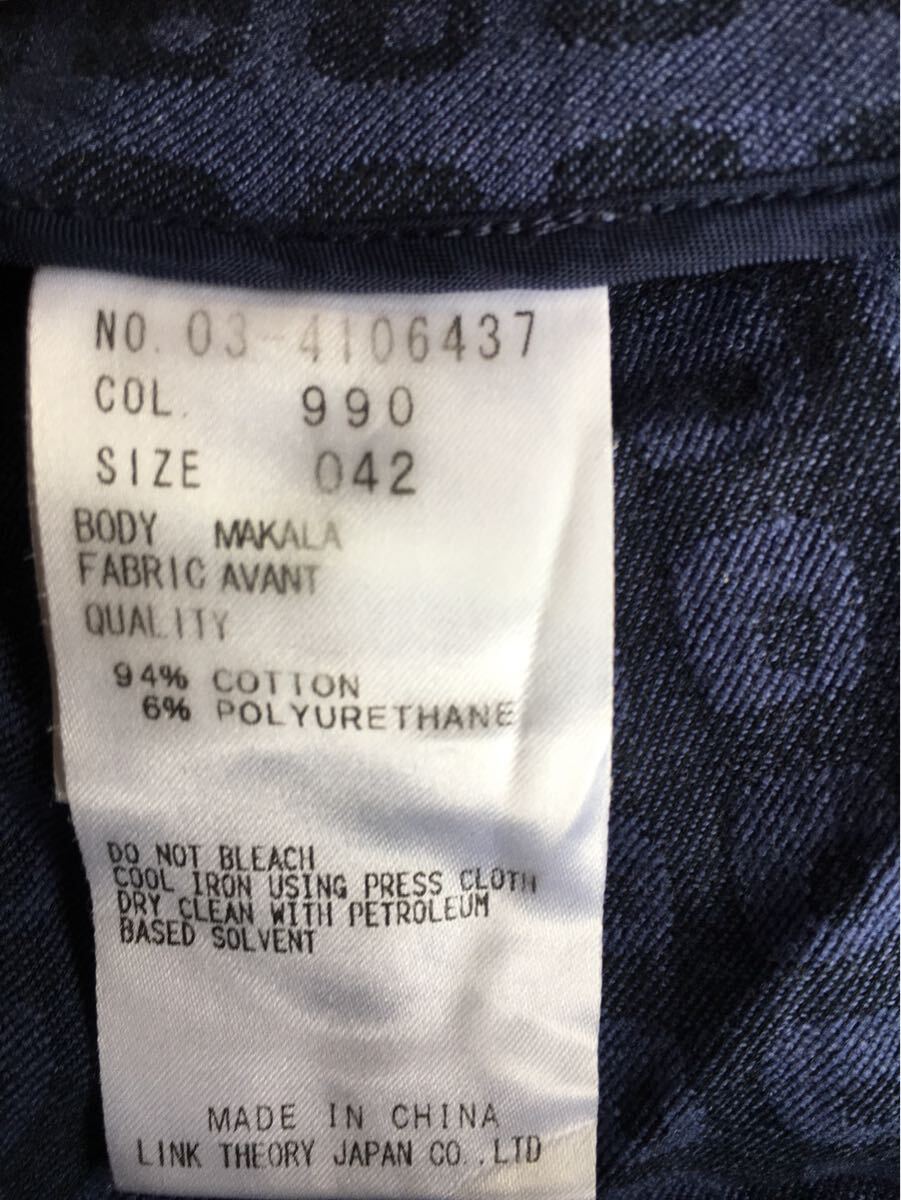 NO. 03-4106437
COL. 990
SIZE 042
BODY MAKALA
FABRIC AVANT
QUALITY
94% COTTON
6% POLYURETHANE
DO NOT BLEACH
COOL IRON USING PRESS CLOTH
DRY CLEAN WITH PETROLEUM
BASED SOLVENT
MADE IN CHINA
LINK THEORY JAPAN CO.,LTD